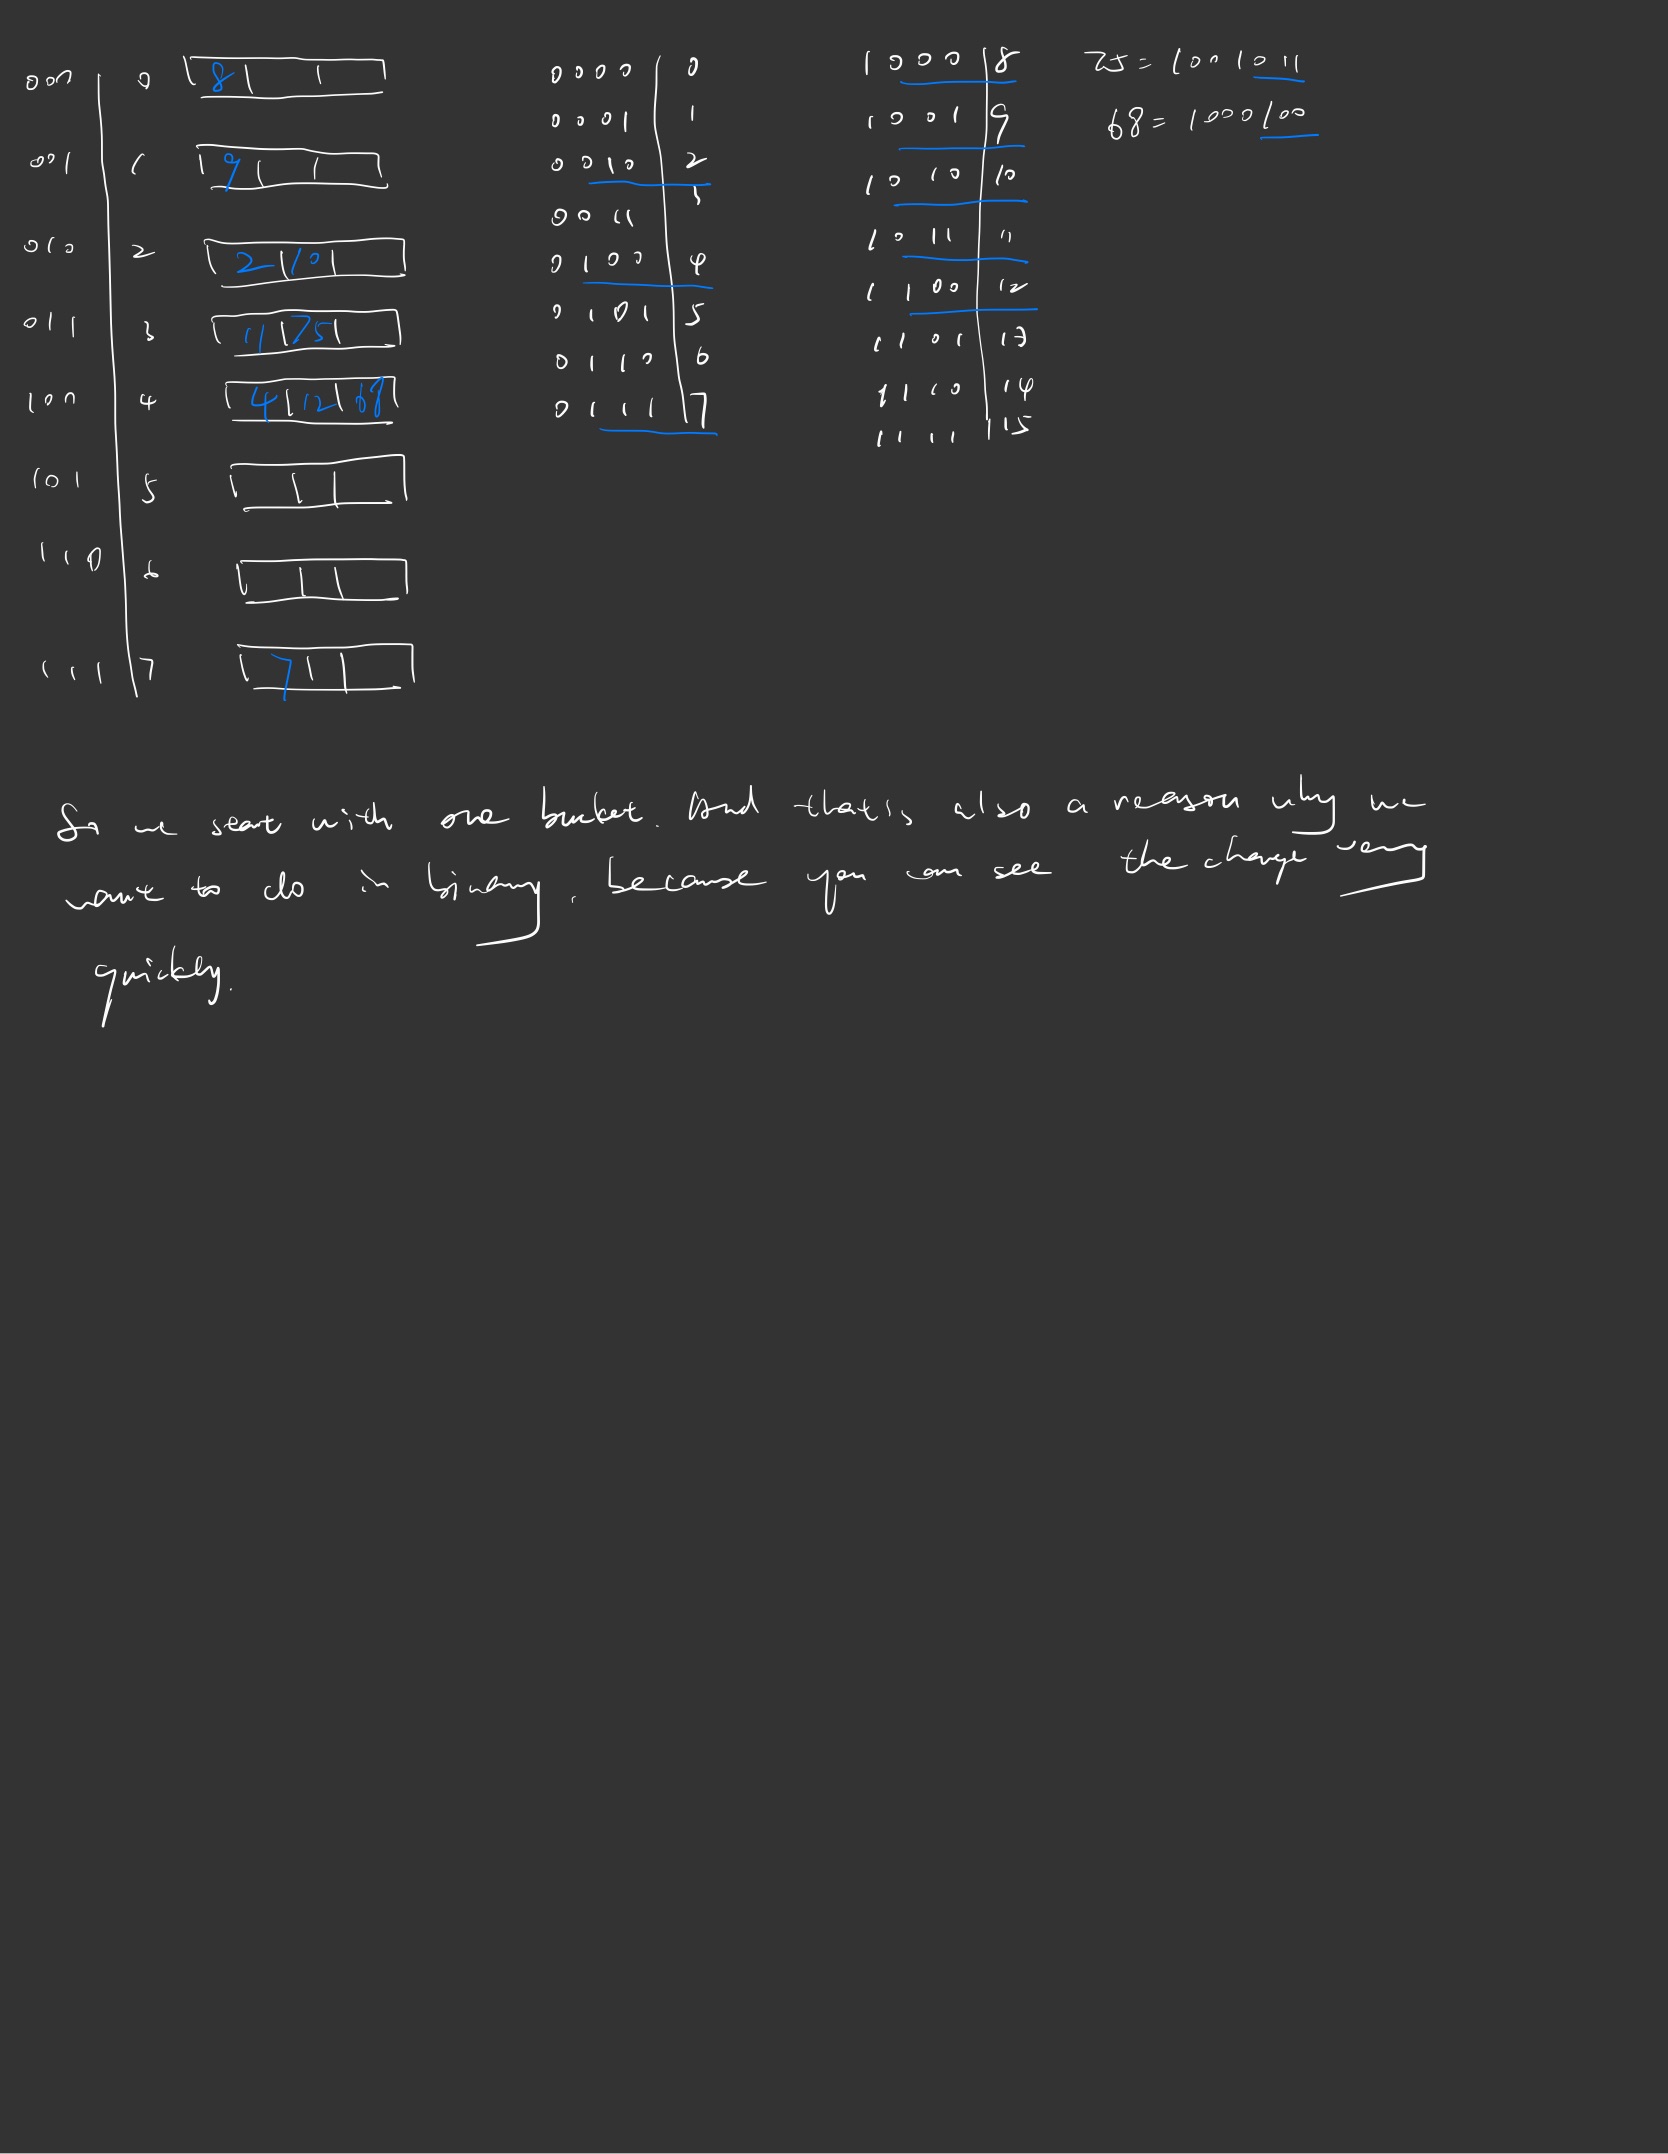 000 0 8
001 1 9
010 2 2 10
011 3 11 75
100 4 4 12 68
101 5
110 6
111 7 7
0000 0
0001 1
0010 2
0011 3
0100 4
0101 5
0110 6
0111 7
1000 8
1001 9
1010 10
1011 11
1100 12
1101 13
1110 14
1111 15
75 = 1001011
68 = 1000100
So we start with one bucket. And that's also a reason why we
want to do in binary, because you can see the change very
quickly.